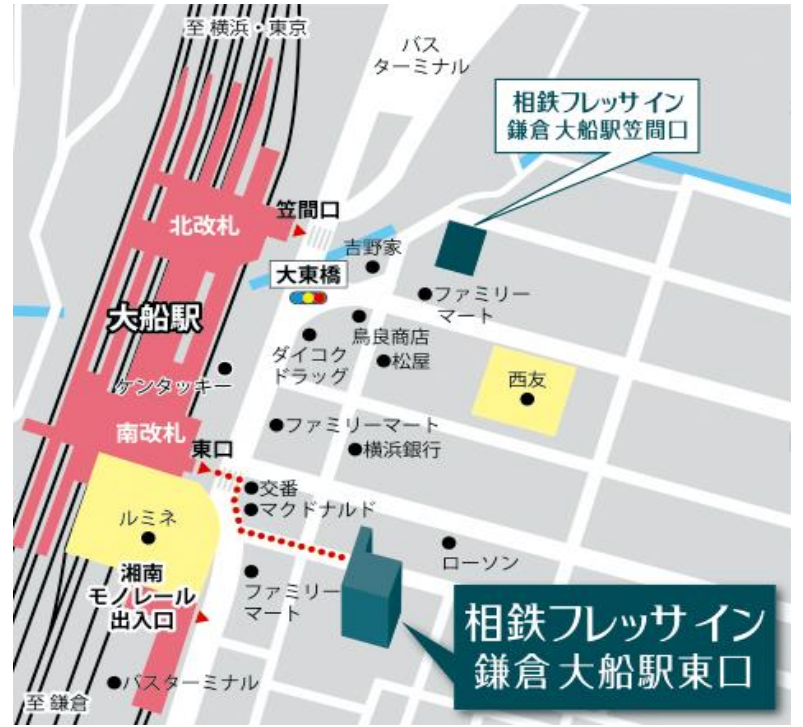 至 横浜・東京
バス
ターミナル
相鉄フレッサイン
鎌倉 大船駅笠間口
笠間口
北改札
吉野家
大東橋
ファミリー
マート
大船駅
鳥良商店
ダイコク
ドラッグ
松屋
ケンタッキー
西友
南改札
ファミリーマート
東口
横浜銀行
交番
マクドナルド
ルミネ
ローソン
湘南
モノレール
出入口
ファミリー
マート
相鉄フレッサイン
鎌倉 大船駅東口
バスターミナル
至 鎌倉